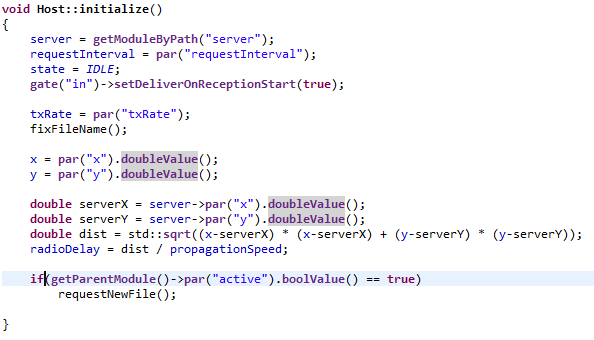 void Host::initialize()
{
    server = getModuleByPath("server");
    requestInterval = par("requestInterval");
    state = IDLE;
    gate("in")->setDeliverOnReceptionStart(true);

    txRate = par("txRate");
    fixFileName();

    x = par("x").doubleValue();
    y = par("y").doubleValue();

    double serverX = server->par("x").doubleValue();
    double serverY = server->par("y").doubleValue();
    double dist = std::sqrt((x-serverX) * (x-serverX) + (y-serverY) * (y-serverY));
    radioDelay = dist / propagationSpeed;

    if(getParentModule()->par("active").boolValue() == true)
        requestNewFile();

}